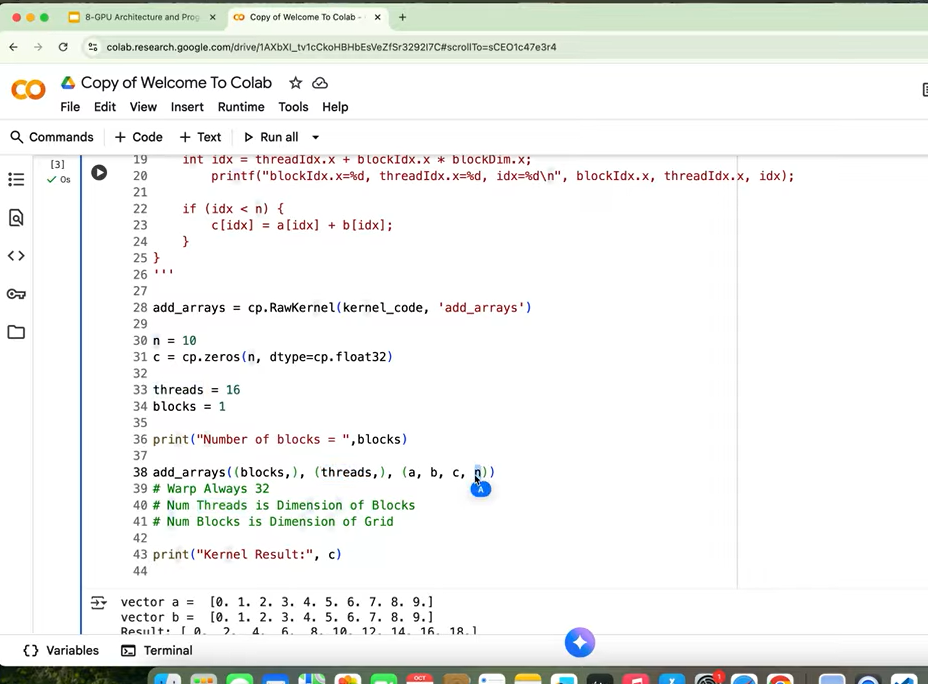 8-GPU Architecture and Prog
Copy of Welcome To Colab -
colab.research.google.com/drive/1AXbXI_tv1cCkoHBHbEsVeZfSr3292I7C#scrollTo=sCEO1c47e3r4
Copy of Welcome To Colab
File Edit View Insert Runtime Tools Help
Commands + Code + Text Run all
[3]
0s
19 int idx = threadIdx.x + blockIdx.x * blockDim.x;
20 printf("blockIdx.x=%d, threadIdx.x=%d, idx=%d\n", blockIdx.x, threadIdx.x, idx);
21
22 if (idx < n) {
23 c[idx] = a[idx] + b[idx];
24 }
25 }
26 '''
27
28 add_arrays = cp.RawKernel(kernel_code, 'add_arrays')
29
30 n = 10
31 c = cp.zeros(n, dtype=cp.float32)
32
33 threads = 16
34 blocks = 1
35
36 print("Number of blocks = ",blocks)
37
38 add_arrays((blocks,), (threads,), (a, b, c, n))
39 # Warp Always 32
40 # Num Threads is Dimension of Blocks
41 # Num Blocks is Dimension of Grid
42
43 print("Kernel Result:", c)
44
vector a = [0. 1. 2. 3. 4. 5. 6. 7. 8. 9.]
vector b = [0. 1. 2. 3. 4. 5. 6. 7. 8. 9.]
Result: [ 0. 2. 4. 6. 8. 10. 12. 14. 16. 18.]
{} Variables Terminal
OCT
1